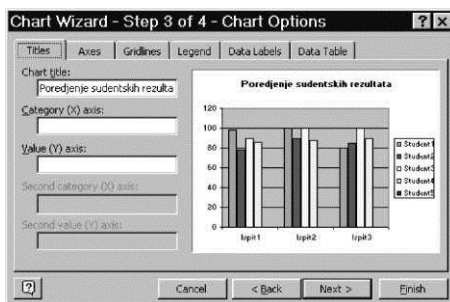 Chart Wizard - Step 3 of 4 - Chart Options
Titles Axes Gridlines Legend Data Labels Data Table
Chart title:
Poredjenje sudentskih rezulta
Category (X) axis:
Value (Y) axis:
Second category (X) axis:
Second value (Y) axis:
Poredjenje sudentskih rezultata
120
100
80
60
40
20
0
Ispit1 Ispit2 Ispit3
Student1
Student2
Student3
Student4
Student5
Cancel < Back Next > Finish